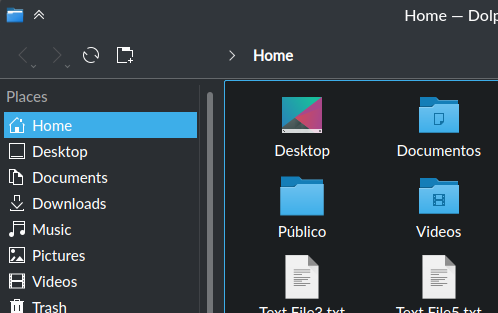 Home — Dolp
Home
Places
Home
Desktop
Documents
Downloads
Music
Pictures
Videos
Trash
Desktop
Documentos
Público
Videos
Text File3.txt
Text File5.txt